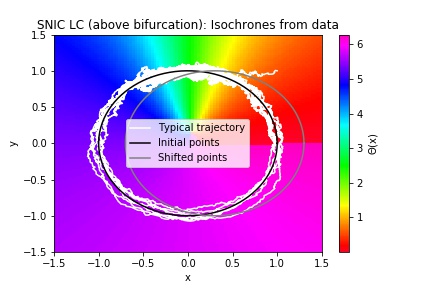 SNIC LC (above bifurcation): Isochrones from data
1.5
1.0
0.5
0.0
−0.5
−1.0
−1.5
y
Typical trajectory
Initial points
Shifted points
−1.5 −1.0 −0.5 0.0 0.5 1.0 1.5
x
6
5
4
3
2
1
Θ(x)